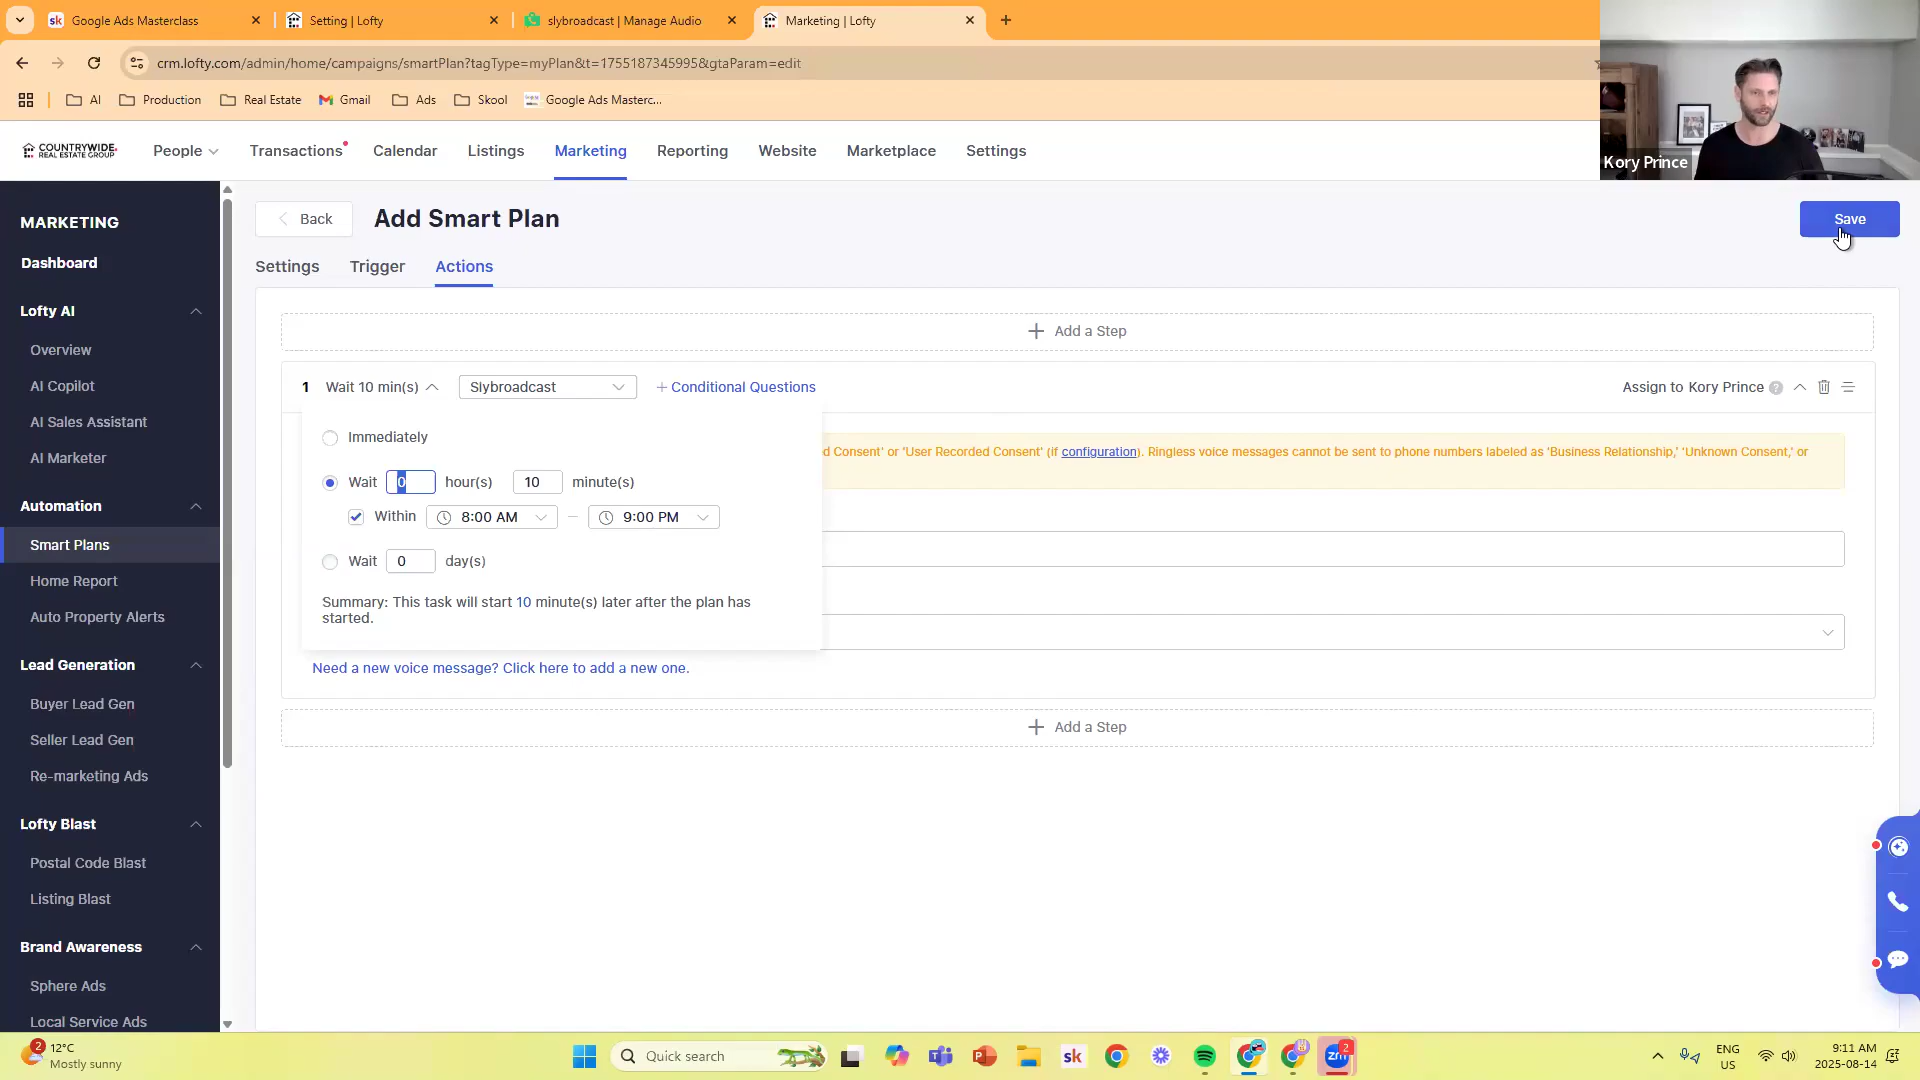 sk Google Ads Masterclass
Setting | Lofty
slybroadcast | Manage Audio
Marketing | Lofty
crm.lofty.com/admin/home/campaigns/smartPlan?tagType=myPlan&t=1755187345995&gtaParam=edit
AI
Production
Real Estate
Gmail
Ads
Skool
Google Ads Masterc...
Kory Prince
COUNTRYWIDE
REAL ESTATE GROUP
People
Transactions
Calendar
Listings
Marketing
Reporting
Website
Marketplace
Settings
MARKETING
Dashboard
Lofty AI
Overview
AI Copilot
AI Sales Assistant
AI Marketer
Automation
Smart Plans
Home Report
Auto Property Alerts
Lead Generation
Buyer Lead Gen
Seller Lead Gen
Re-marketing Ads
Lofty Blast
Postal Code Blast
Listing Blast
Brand Awareness
Sphere Ads
Local Service Ads
Back
Add Smart Plan
Save
Settings
Trigger
Actions
Add a Step
1 Wait 10 min(s)
Slybroadcast
+ Conditional Questions
Assign to Kory Prince
Immediately
Wait 0 hour(s) 10 minute(s)
Within 8:00 AM – 9:00 PM
Wait 0 day(s)
Summary: This task will start 10 minute(s) later after the plan has
started.
d Consent' or 'User Recorded Consent' (if configuration). Ringless voice messages cannot be sent to phone numbers labeled as 'Business Relationship,' 'Unknown Consent,' or
Need a new voice message? Click here to add a new one.
Add a Step
2
12°C
Mostly sunny
Quick search
sk
zm
2
ENG
US
9:11 AM
2025-08-14